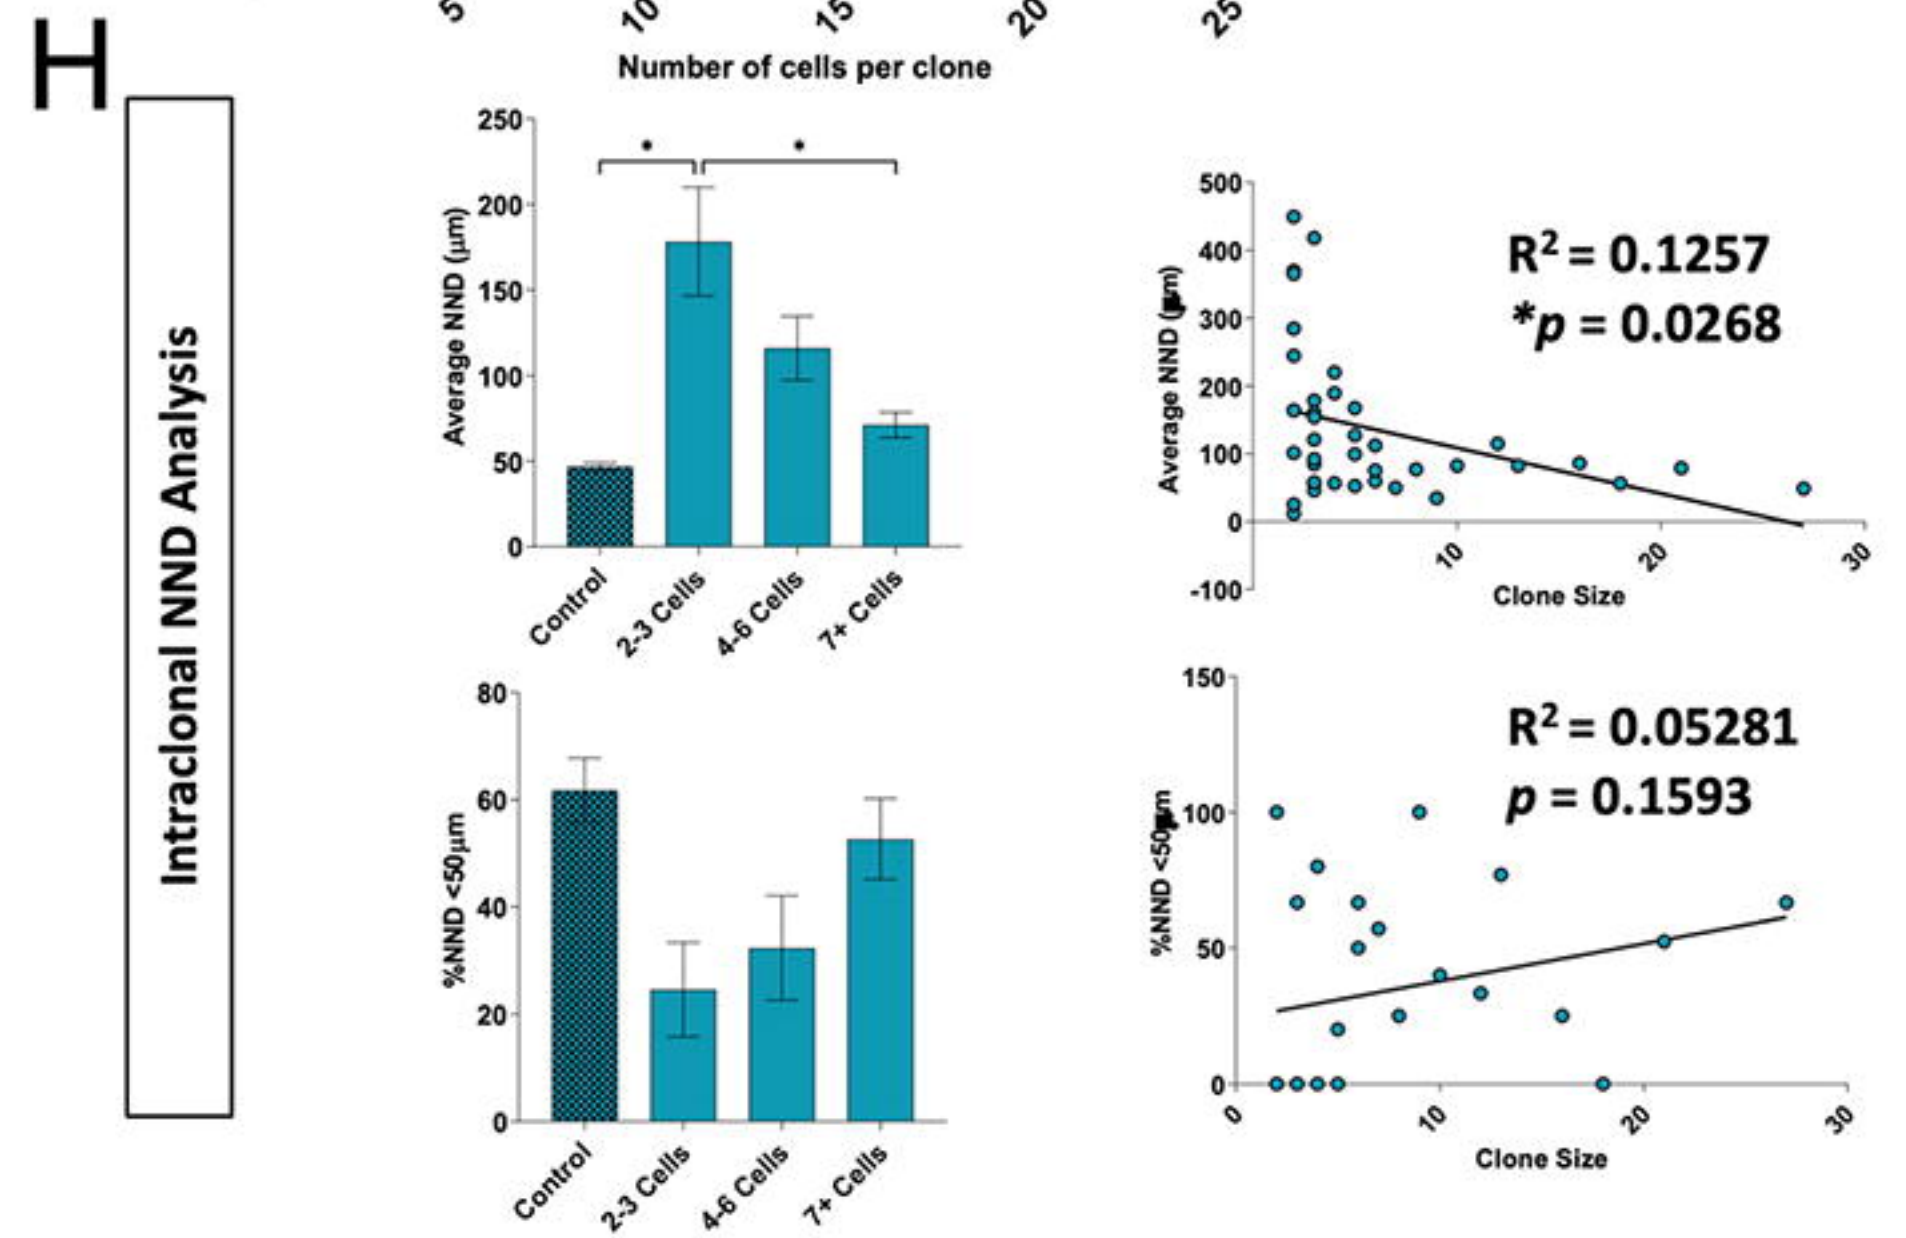 H
5 10 15 20 25
Number of cells per clone
Intraclonal NND Analysis
250
200
150
100
50
0
Average NND (μm)
* *
Control
2-3 Cells
4-6 Cells
7+ Cells
500
400
300
200
100
0
-100
Average NND (μm)
R² = 0.1257
*p = 0.0268
10 20 30
Clone Size
80
60
40
20
0
%NND <50μm
Control
2-3 Cells
4-6 Cells
7+ Cells
150
100
50
0
%NND <50μm
R² = 0.05281
p = 0.1593
0 10 20 30
Clone Size